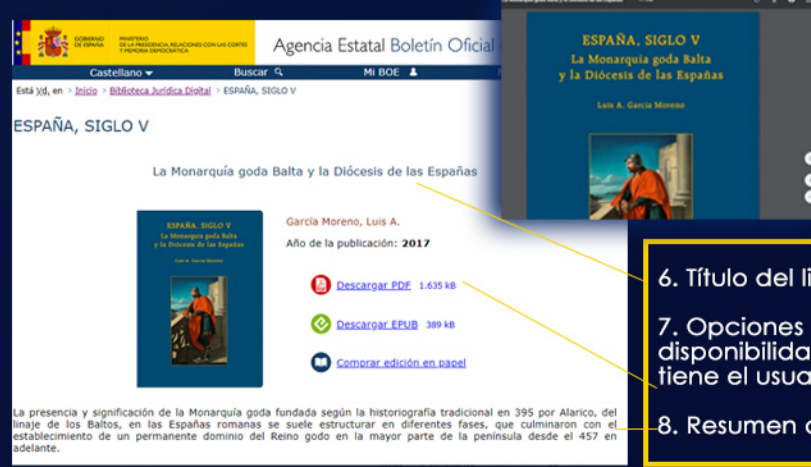 GOBIERNO
DE ESPAÑA
MINISTERIO
DE LA PRESIDENCIA, RELACIONES CON LAS CORTES
Y MEMORIA DEMOCRÁTICA
Agencia Estatal Boletín Oficial
Castellano
Buscar
Mi BOE
Está Vd. en
Inicio > Biblioteca Jurídica Digital > ESPAÑA, SIGLO V
ESPAÑA, SIGLO V
La Monarquía goda Balta y la Diócesis de las Españas
ESPAÑA, SIGLO V
La Monarquía goda Balta
y la Diócesis de las Españas
Luis A. García Moreno
García Moreno, Luis A.
Año de la publicación: 2017
Descargar PDF 1.635 kB
Descargar EPUB 389 kB
Comprar edición en papel
La presencia y significación de la Monarquía goda fundada según la historiografía tradicional en 395 por Alarico, del
linaje de los Baltos, en las Españas romanas se suele estructurar en diferentes fases, que culminaron con el
establecimiento de un permanente dominio del Reino godo en la mayor parte de la península desde el 457 en
adelante.
ESPAÑA, SIGLO V
La Monarquía goda Balta
y la Diócesis de las Españas
Luis A. García Moreno
6. Título del li
7. Opciones
disponibilida
tiene el usua
8. Resumen